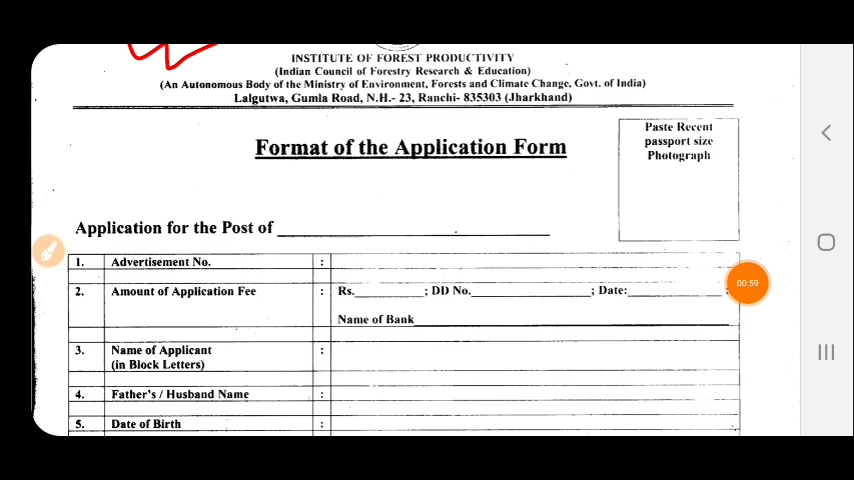 INSTITUTE OF FOREST PRODUCTIVITY
(Indian Council of Forestry Research & Education)
(An Autonomous Body of the Ministry of Environment, Forests and Climate Change, Govt. of India)
Lalgutwa, Gumla Road, N.H.- 23, Ranchi- 835303 (Jharkhand)
Paste Recent
passport size
Photograph
Format of the Application Form
Application for the Post of
1. Advertisement No. :
2. Amount of Application Fee : Rs.________; DD No.______________; Date:___________;
Name of Bank
3. Name of Applicant :
(in Block Letters)
4. Father's / Husband Name :
5. Date of Birth :
00:59